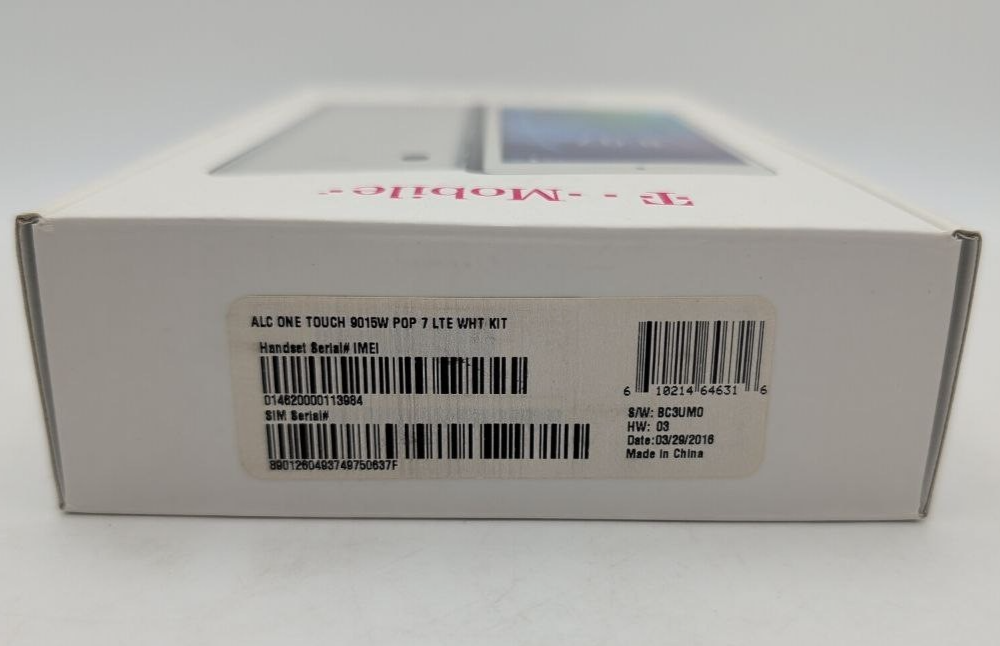 T··Mobile
ALC ONE TOUCH 9015W POP 7 LTE WHT KIT
Handset Serial# IMEI
014620000113984
SIM Serial#
8901260493749750637F
6 10214 64631 6
S/W: BC3UM0
HW: 03
Date:03/29/2016
Made in China